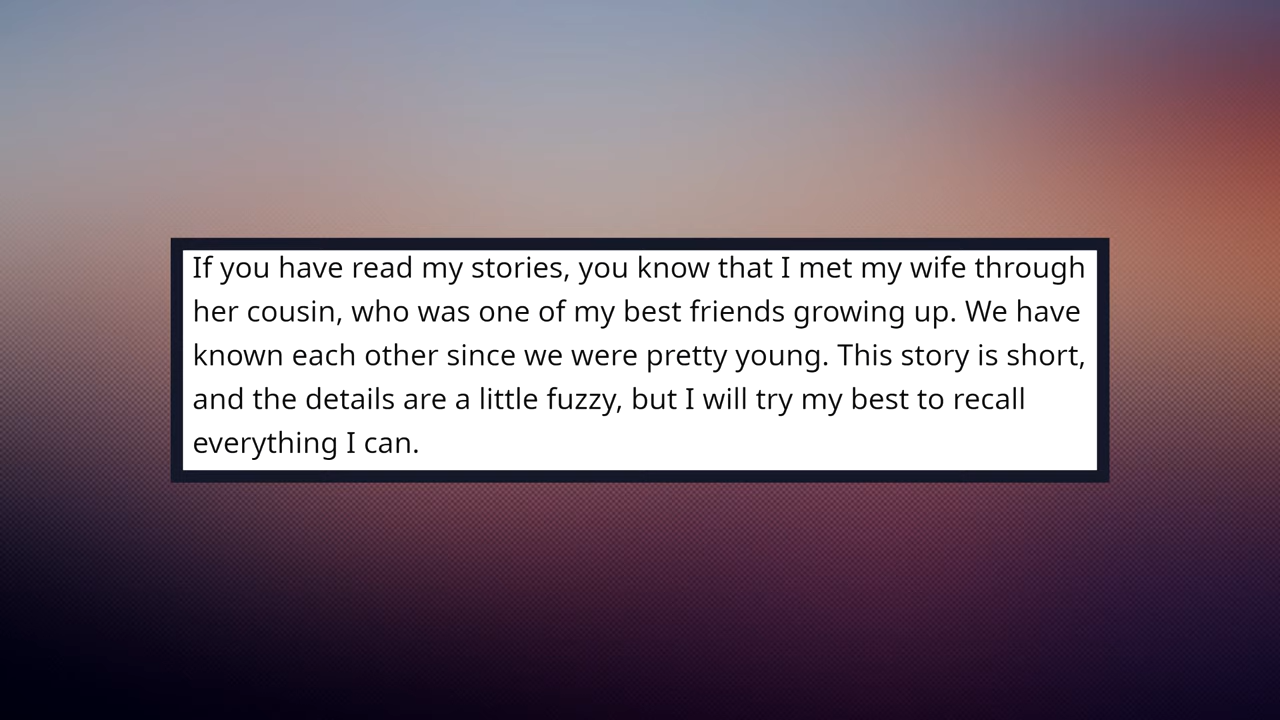 If you have read my stories, you know that I met my wife through
her cousin, who was one of my best friends growing up. We have
known each other since we were pretty young. This story is short,
and the details are a little fuzzy, but I will try my best to recall
everything I can.